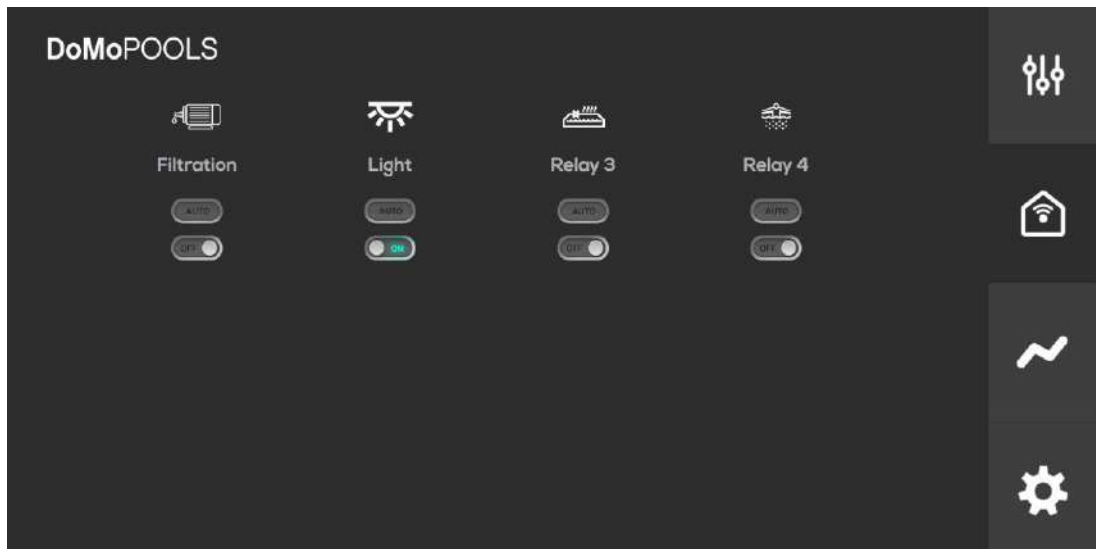 DoMoPOOLS
Filtration Light Relay 3 Relay 4
AUTO AUTO AUTO AUTO
OFF ON OFF OFF